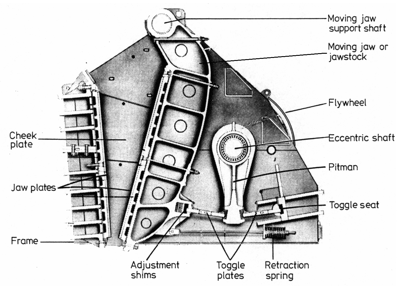 Moving jaw
support shaft
Moving jaw or
jawstock
Flywheel
Cheek
plate
Eccentric shaft
Pitman
Jaw plates
Toggle seat
Frame
Adjustment
shims
Toggle
plates
Retraction
spring